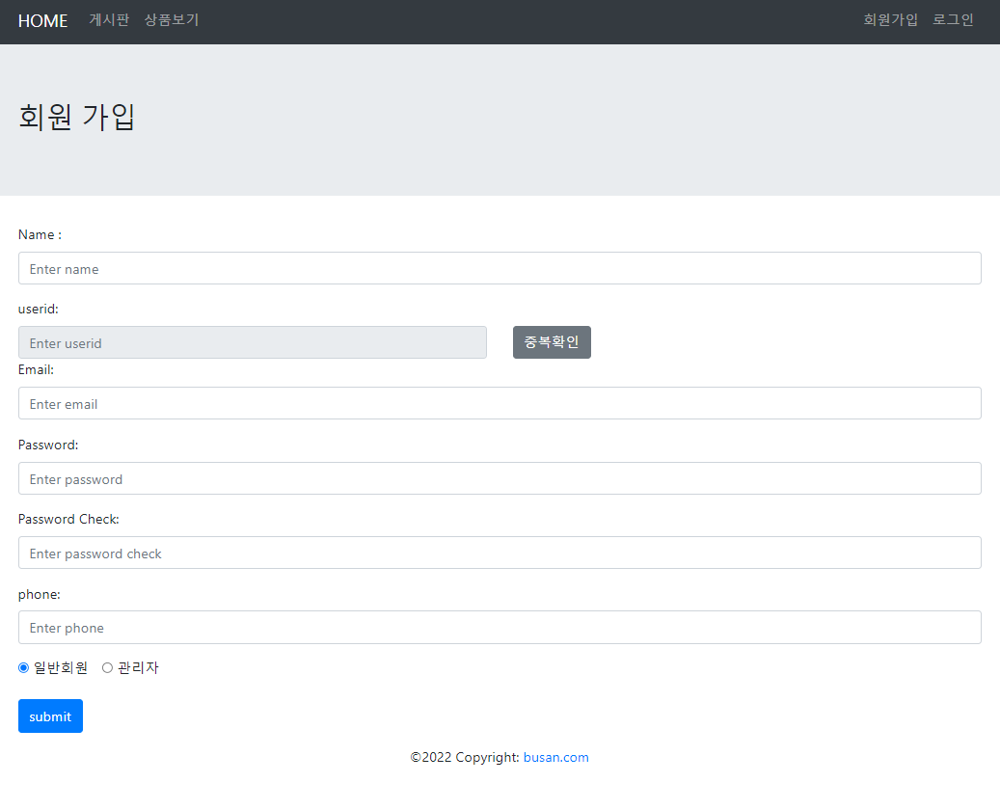 HOME 게시판 상품보기 회원가입 로그인
회원 가입
Name :
Enter name
userid:
Enter userid 중복확인
Email:
Enter email
Password:
Enter password
Password Check:
Enter password check
phone:
Enter phone
일반회원 관리자
submit
©2022 Copyright: busan.com